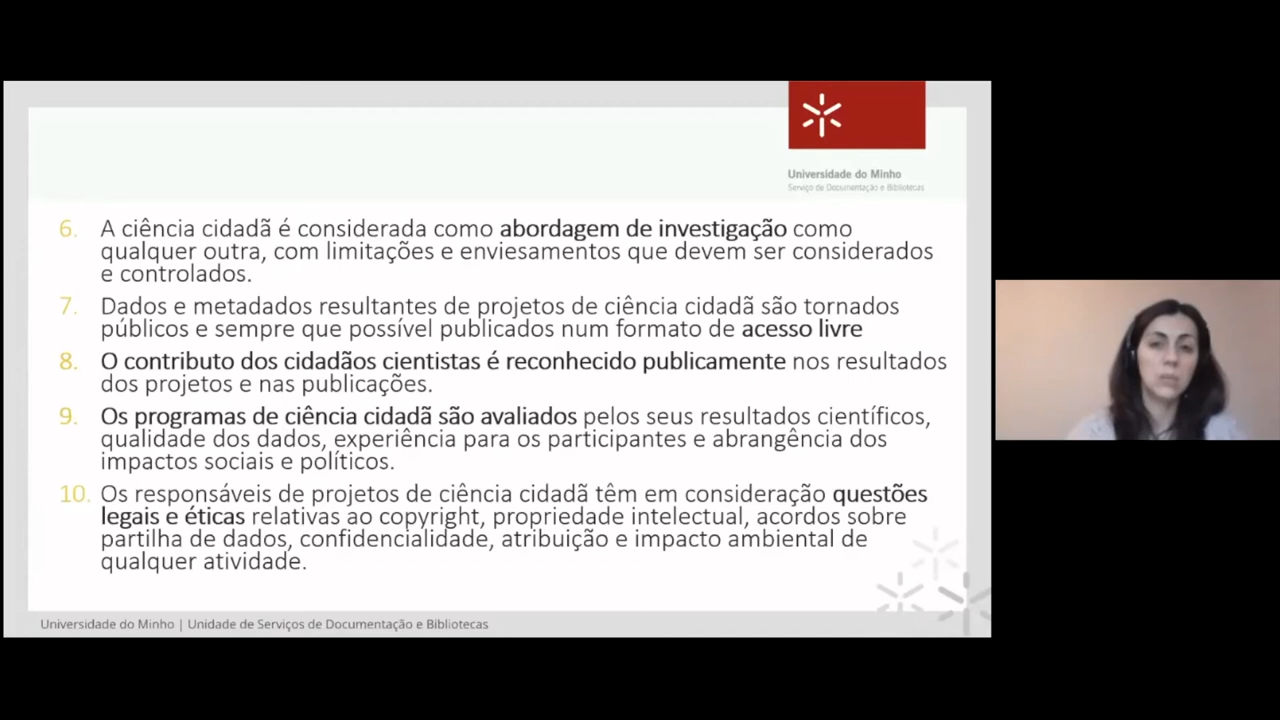 Universidade do Minho
Serviço de Documentação e Bibliotecas
6. A ciência cidadã é considerada como abordagem de investigação como
qualquer outra, com limitações e enviesamentos que devem ser considerados
e controlados.
7. Dados e metadados resultantes de projetos de ciência cidadã são tornados
públicos e sempre que possível publicados num formato de acesso livre
8. O contributo dos cidadãos cientistas é reconhecido publicamente nos resultados
dos projetos e nas publicações.
9. Os programas de ciência cidadã são avaliados pelos seus resultados científicos,
qualidade dos dados, experiência para os participantes e abrangência dos
impactos sociais e políticos.
10. Os responsáveis de projetos de ciência cidadã têm em consideração questões
legais e éticas relativas ao copyright, propriedade intelectual, acordos sobre
partilha de dados, confidencialidade, atribuição e impacto ambiental de
qualquer atividade.
Universidade do Minho | Unidade de Serviços de Documentação e Bibliotecas